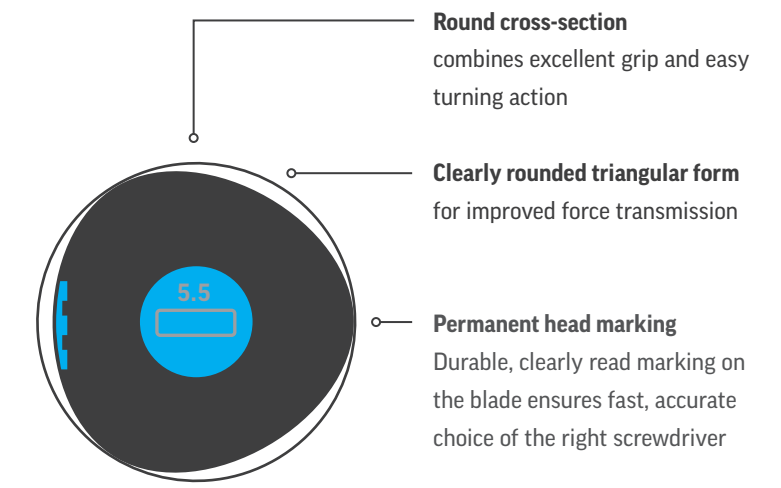 Round cross-section
combines excellent grip and easy
turning action
Clearly rounded triangular form
for improved force transmission
5.5
Permanent head marking
Durable, clearly read marking on
the blade ensures fast, accurate
choice of the right screwdriver